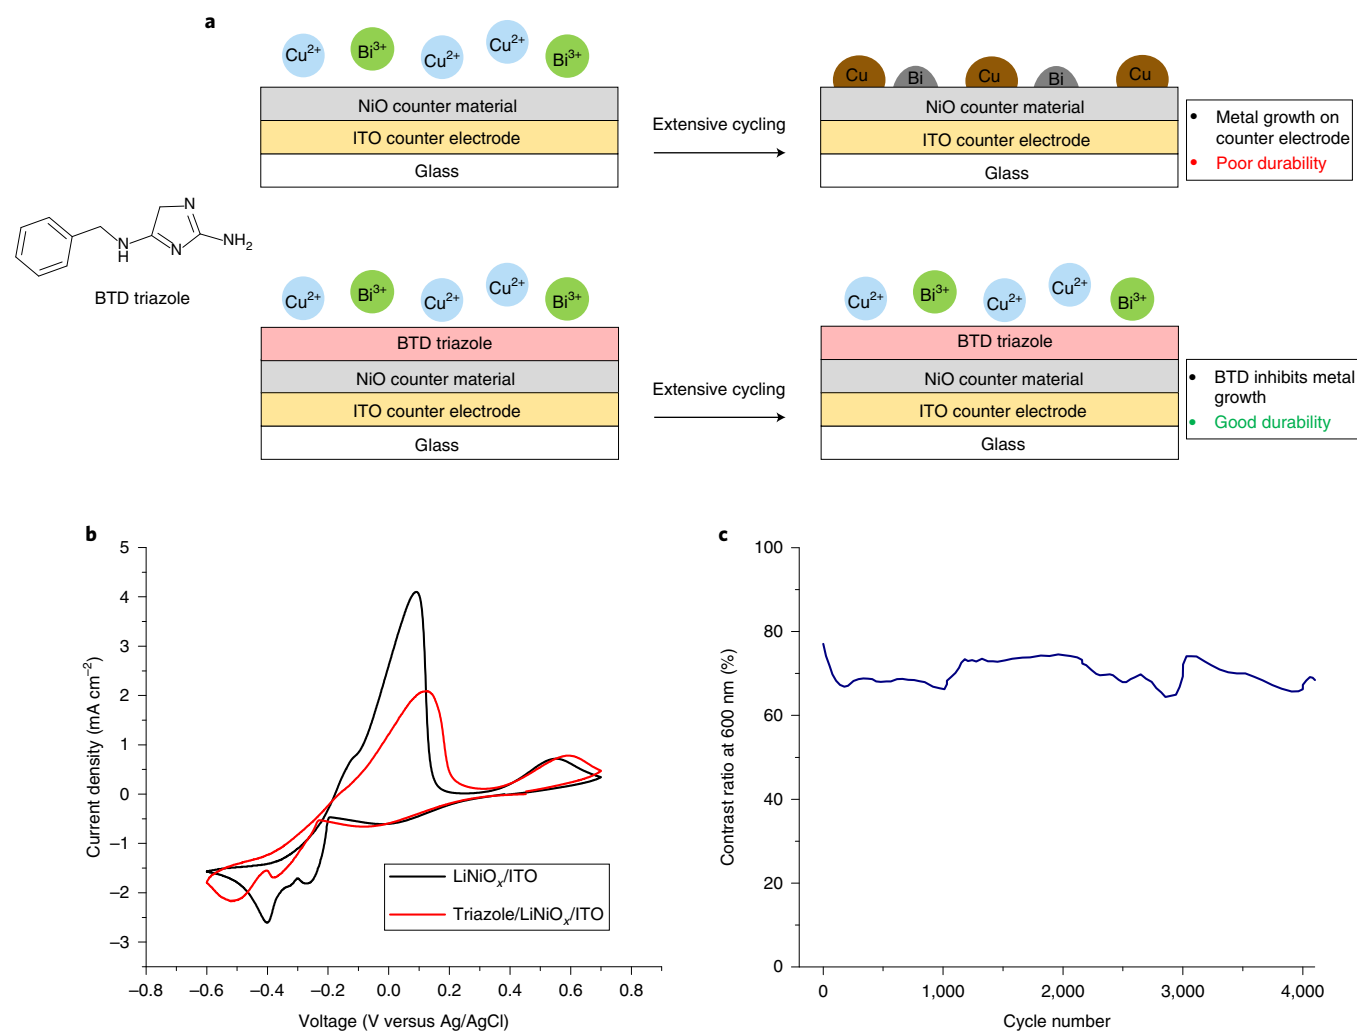 a
Cu2+
Bi3+
Cu2+
Cu2+
Bi3+
NiO counter material
ITO counter electrode
Glass
Extensive cycling
Cu
Bi
Cu
Bi
Cu
NiO counter material
ITO counter electrode
Glass
• Metal growth on
counter electrode
• Poor durability
N
N
H
N
NH2
BTD triazole
Cu2+
Bi3+
Cu2+
Cu2+
Bi3+
BTD triazole
NiO counter material
ITO counter electrode
Glass
Extensive cycling
Cu2+
Bi3+
Cu2+
Cu2+
Bi3+
BTD triazole
NiO counter material
ITO counter electrode
Glass
• BTD inhibits metal
growth
• Good durability
b
Current density (mA cm−2)
5
4
3
2
1
0
−1
−2
−3
−0.8 −0.6 −0.4 −0.2 0.0 0.2 0.4 0.6 0.8
Voltage (V versus Ag/AgCl)
LiNiOx/ITO
Triazole/LiNiOx/ITO
c
Contrast ratio at 600 nm (%)
100
80
60
40
20
0
0 1,000 2,000 3,000 4,000
Cycle number